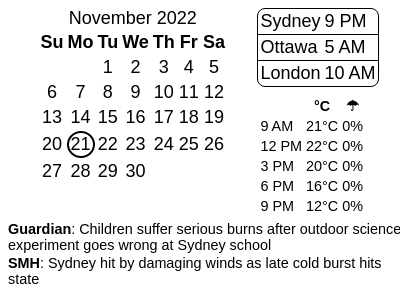 November 2022
Su Mo Tu We Th Fr Sa
1 2 3 4 5
6 7 8 9 10 11 12
13 14 15 16 17 18 19
20 21 22 23 24 25 26
27 28 29 30
Sydney 9 PM
Ottawa 5 AM
London 10 AM
°C ☂
9 AM 21°C 0%
12 PM 22°C 0%
3 PM 20°C 0%
6 PM 16°C 0%
9 PM 12°C 0%
Guardian: Children suffer serious burns after outdoor science
experiment goes wrong at Sydney school
SMH: Sydney hit by damaging winds as late cold burst hits
state